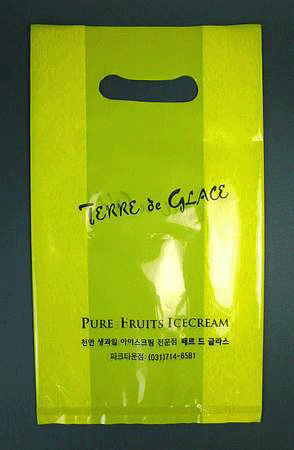 TERRE de GLACE
PURE FRUITS ICECREAM
천연 생과일 아이스크림 전문점 떼르 드 글라스
파크타운점: (031)714-8581